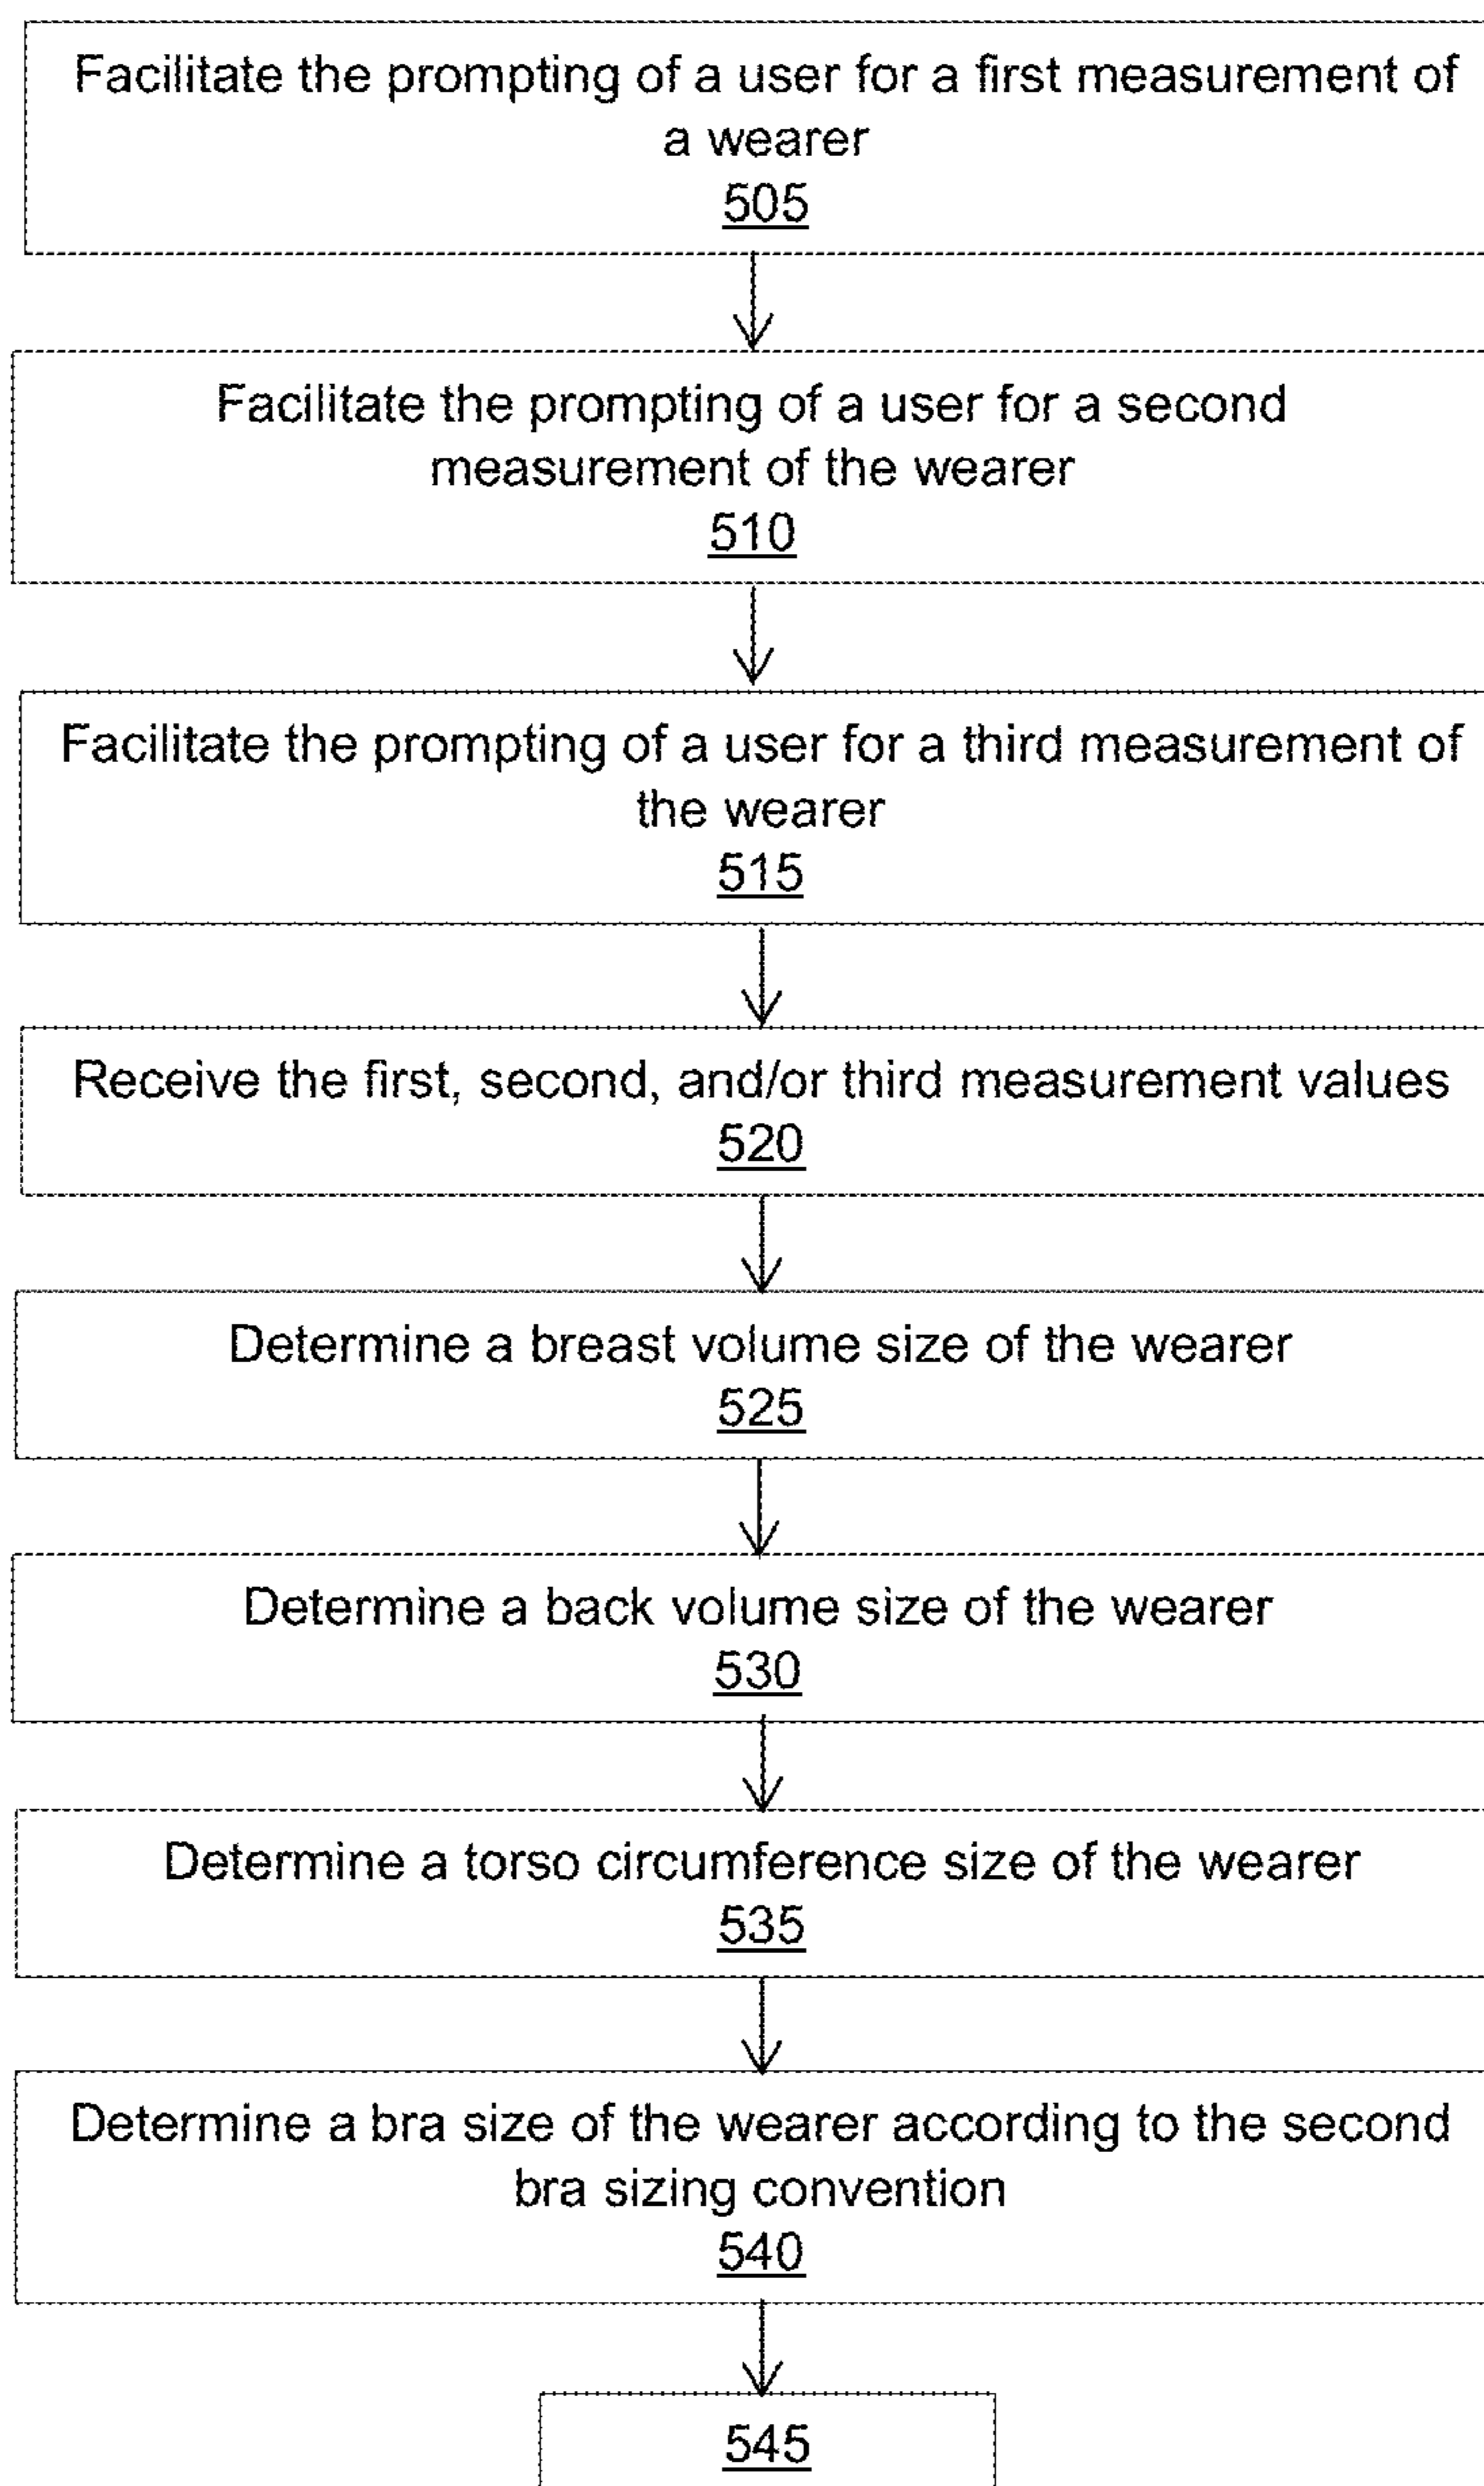 Facilitate the prompting of a user for a first measurement of
a wearer
505
Facilitate the prompting of a user for a second
measurement of the wearer
510
Facilitate the prompting of a user for a third measurement of
the wearer
515
Receive the first, second, and/or third measurement values
520
Determine a breast volume size of the wearer
525
Determine a back volume size of the wearer
530
Determine a torso circumference size of the wearer
535
Determine a bra size of the wearer according to the second
bra sizing convention
540
545